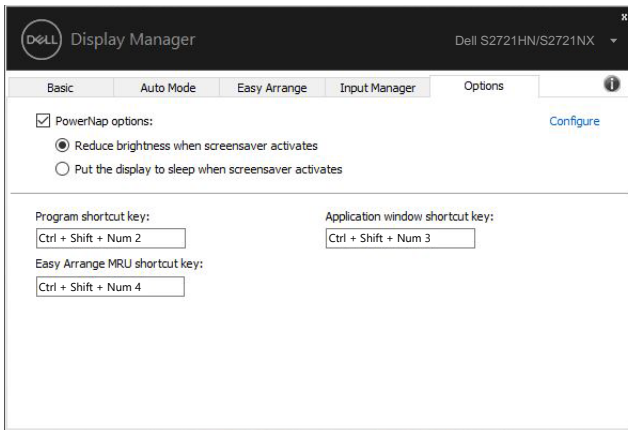 x
DELL Display Manager
Dell S2721HN/S2721NX
Basic Auto Mode Easy Arrange Input Manager Options
PowerNap options:
Configure
Reduce brightness when screensaver activates
Put the display to sleep when screensaver activates
Program shortcut key:
Ctrl + Shift + Num 2
Application window shortcut key:
Ctrl + Shift + Num 3
Easy Arrange MRU shortcut key:
Ctrl + Shift + Num 4